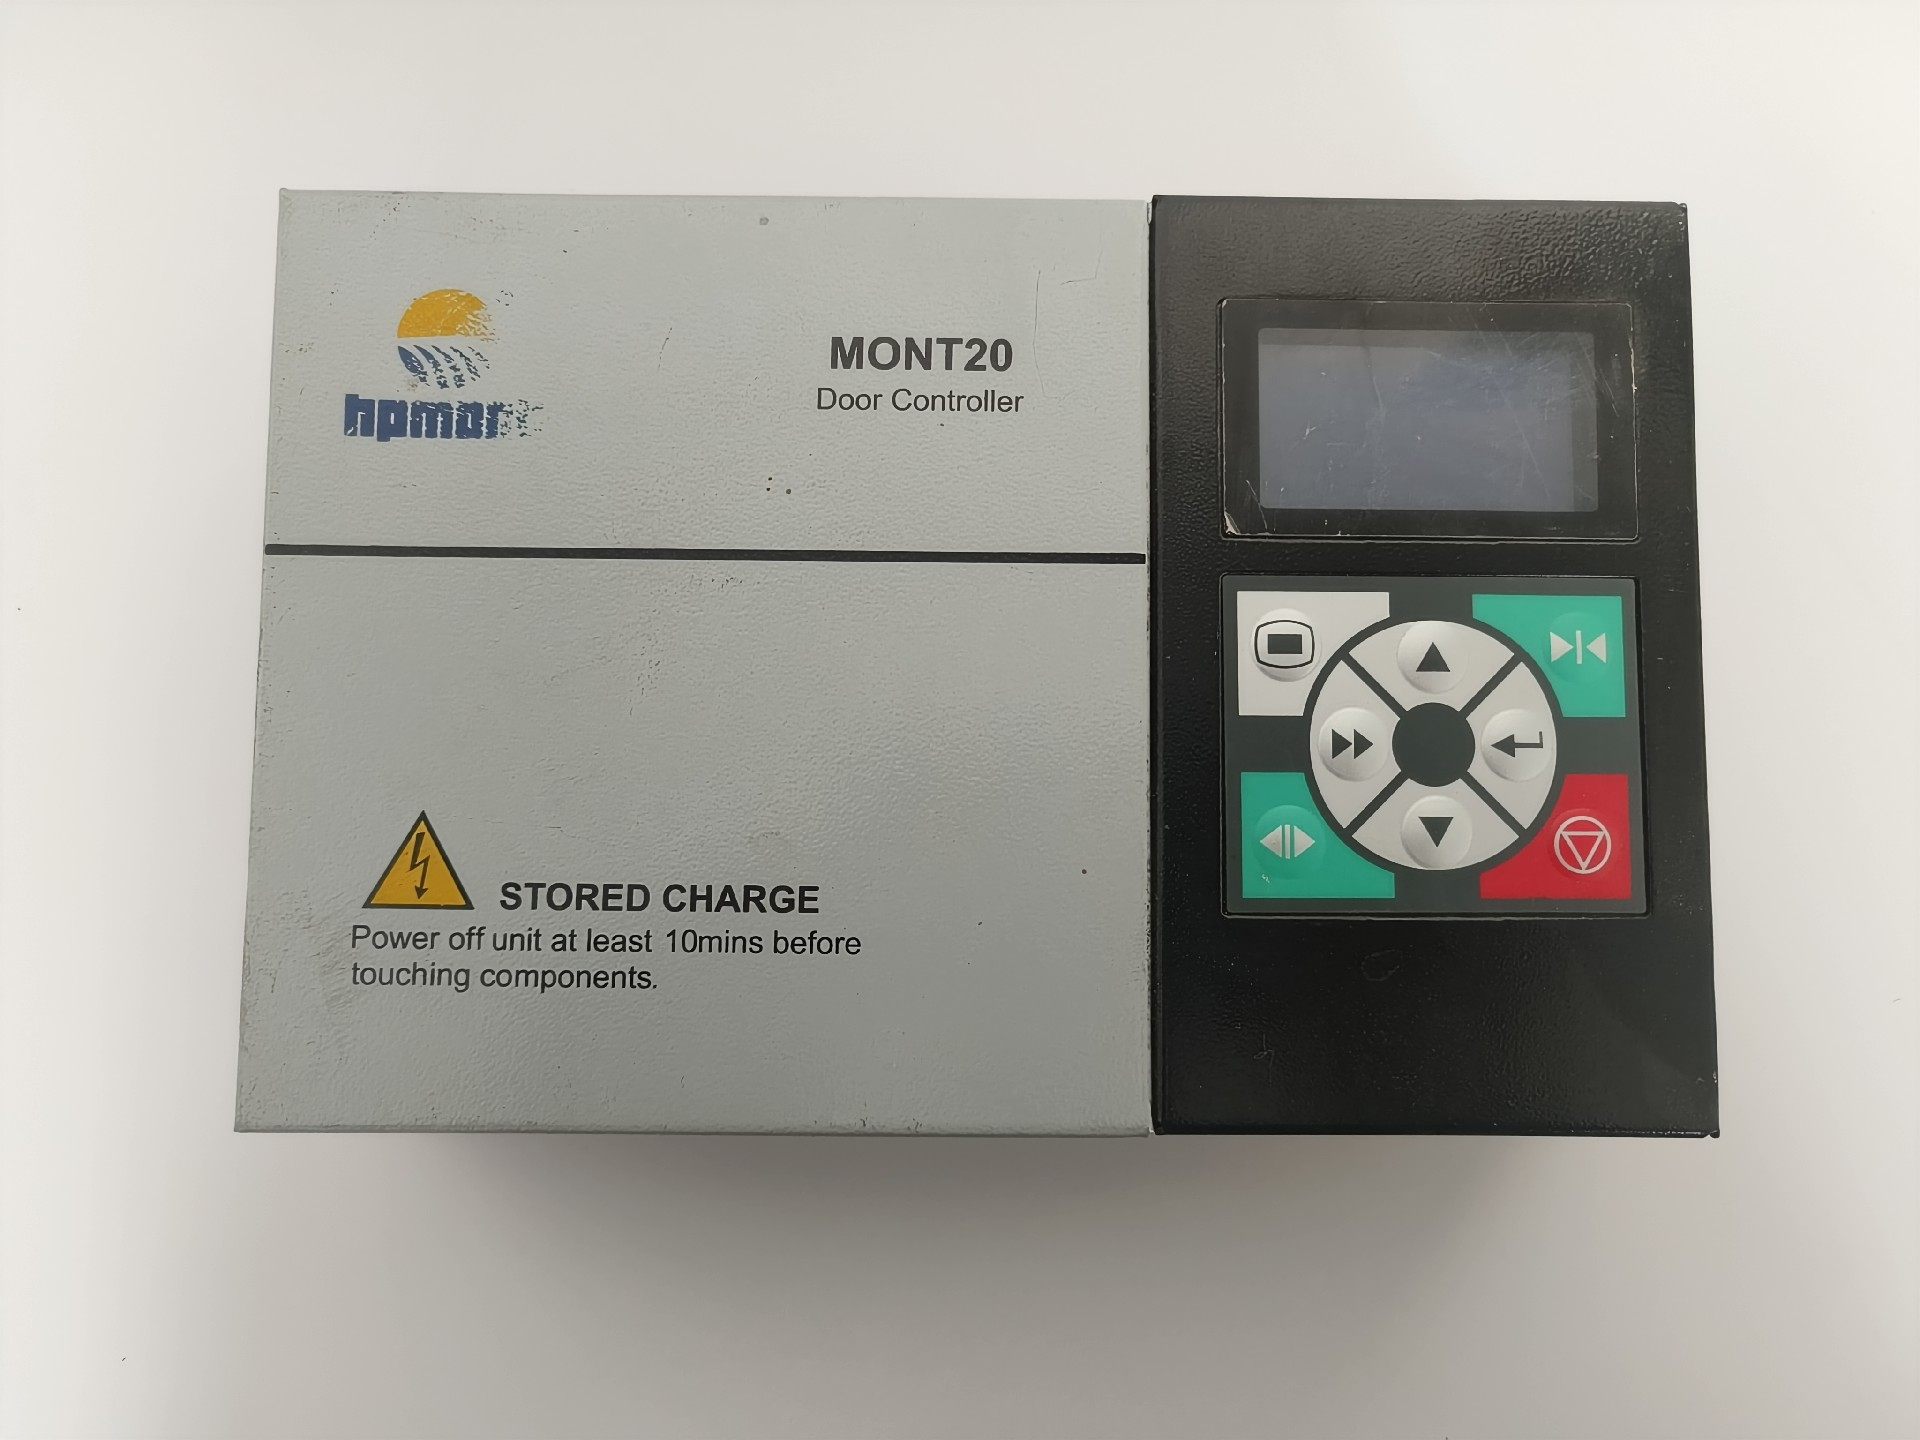 MONT20
Door Controller
STORED CHARGE
Power off unit at least 10mins before
touching components.